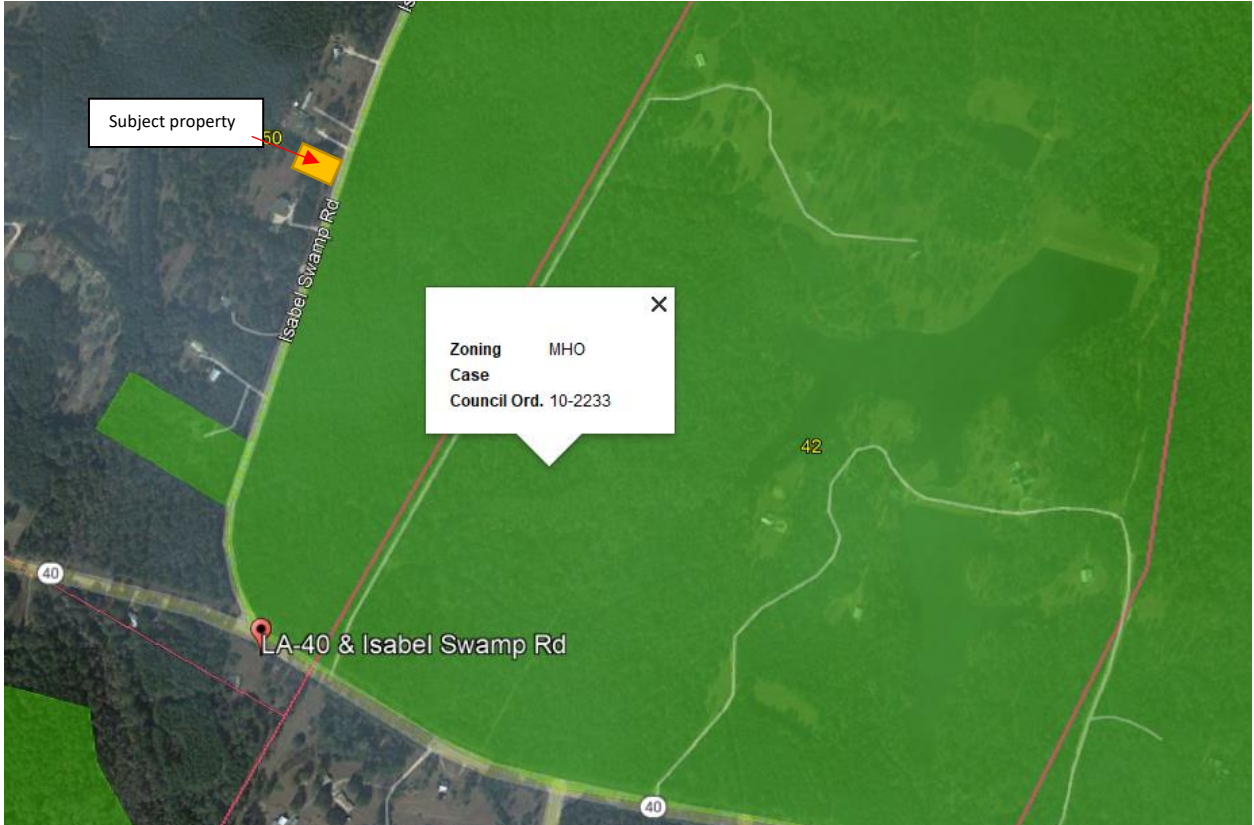 Is
Subject property
50
Isabel Swamp Rd
Zoning MHO
Case
Council Ord. 10-2233
42
40
LA-40 & Isabel Swamp Rd
40